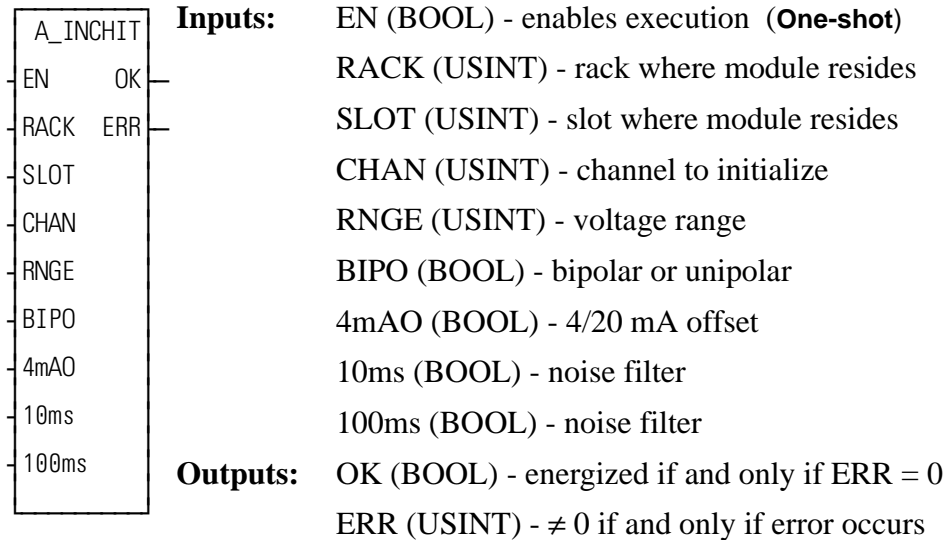 A_INCHIT
EN OK
RACK ERR
SLOT
CHAN
RNGE
BIPO
4mAO
10ms
100ms
Inputs: EN (BOOL) - enables execution (One-shot)
RACK (USINT) - rack where module resides
SLOT (USINT) - slot where module resides
CHAN (USINT) - channel to initialize
RNGE (USINT) - voltage range
BIPO (BOOL) - bipolar or unipolar
4mAO (BOOL) - 4/20 mA offset
10ms (BOOL) - noise filter
100ms (BOOL) - noise filter
Outputs: OK (BOOL) - energized if and only if ERR = 0
ERR (USINT) - ≠ 0 if and only if error occurs